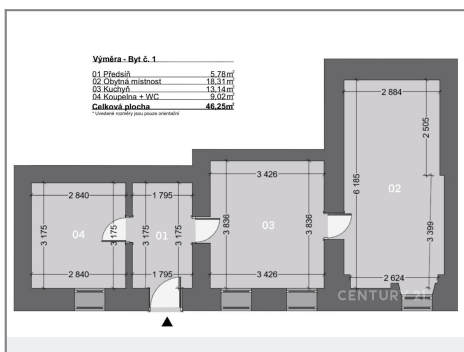 Výměra - Byt č. 1
01 Předsíň 5,78m²
02 Obytná místnost 18,31m²
03 Kuchyň 13,14m²
04 Koupelna + WC 9,02m²
Celková plocha 46,25m²
* Uvedené rozměry jsou pouze orientační
2 884
2 505
3 426
6 185
02
2 840
1 795
04
3 175
3 175
01
3 175
3 175
3 836
03
3 836
3 399
2 840
1 795
3 426
2 624
CENTURY 21